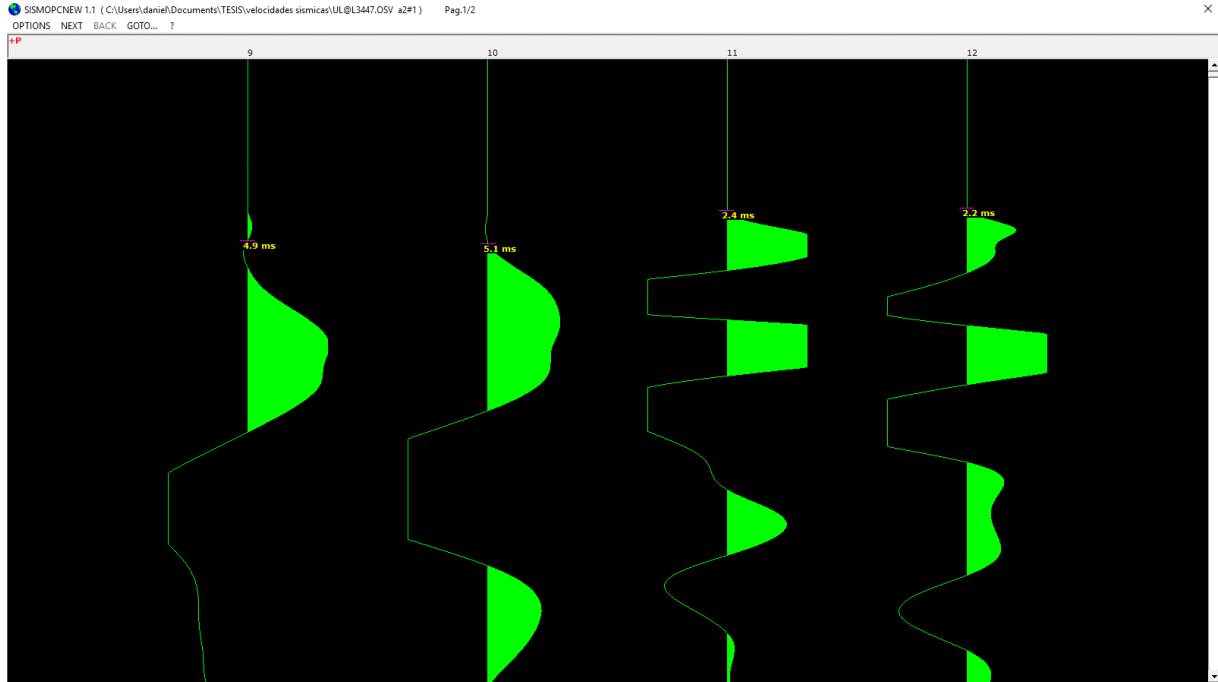 SISMOPCNEW 1.1 ( C:\Users\daniel\Documents\TESIS\velocidades sismicas\UL@L3447.OSV a2#1 ) Pag.1/2
OPTIONS NEXT BACK GOTO... ?
+P
9 10 11 12
4.9 ms 5.1 ms 2.4 ms 2.2 ms